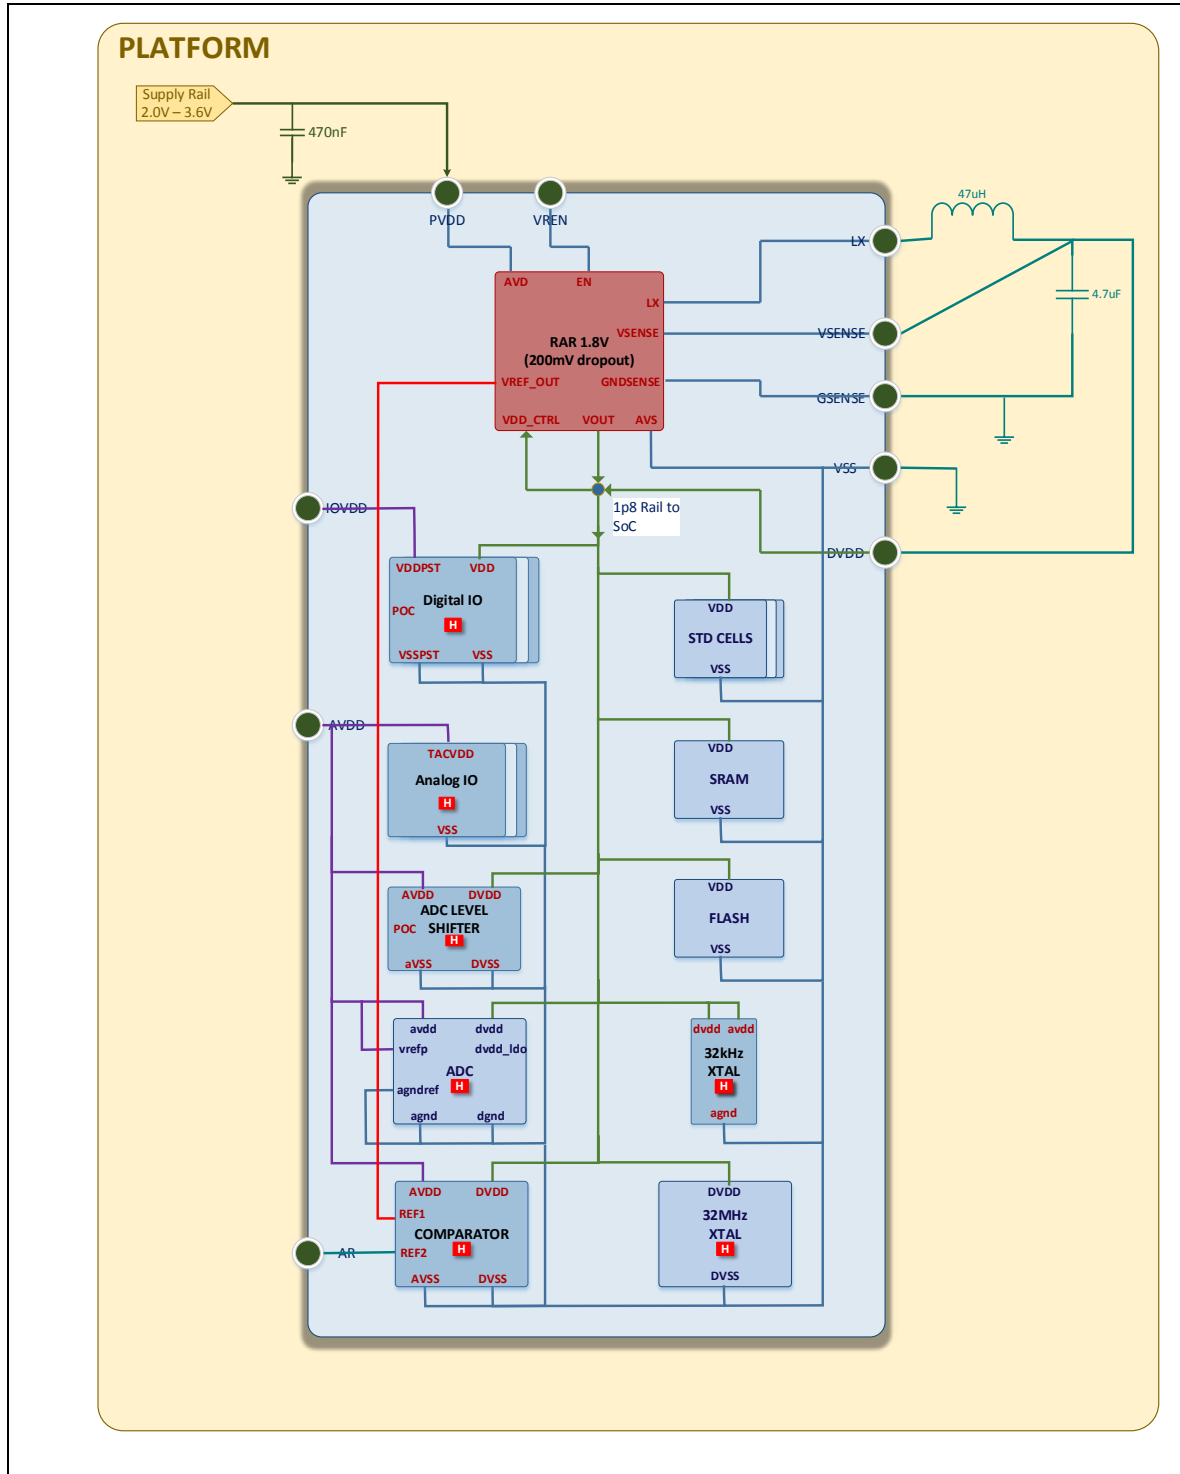 PLATFORM
Supply Rail
2.0V – 3.6V
470nF
PVDD
VREN
47uH
LX
4.7uF
VSENSE
GSENSE
VSS
DVDD
AVD
EN
LX
VSENSE
RAR 1.8V
(200mV dropout)
VREF_OUT
GNDSENSE
VDD_CTRL
VOUT
AVS
1p8 Rail to
SoC
IOVDD
VDDPST
VDD
Digital IO
POC
H
VSSPST
VSS
VDD
STD CELLS
VSS
AVDD
TACVDD
Analog IO
H
VSS
VDD
SRAM
VSS
AVDD
DVDD
ADC LEVEL
SHIFTER
POC
H
aVSS
DVSS
VDD
FLASH
VSS
avdd
dvdd
vrefp
dvdd_ldo
ADC
H
agndref
agnd
dgnd
dvdd
avdd
32kHz
XTAL
H
agnd
AVDD
DVDD
REF1
COMPARATOR
H
REF2
AVSS
DVSS
AR
DVDD
32MHz
XTAL
H
DVSS